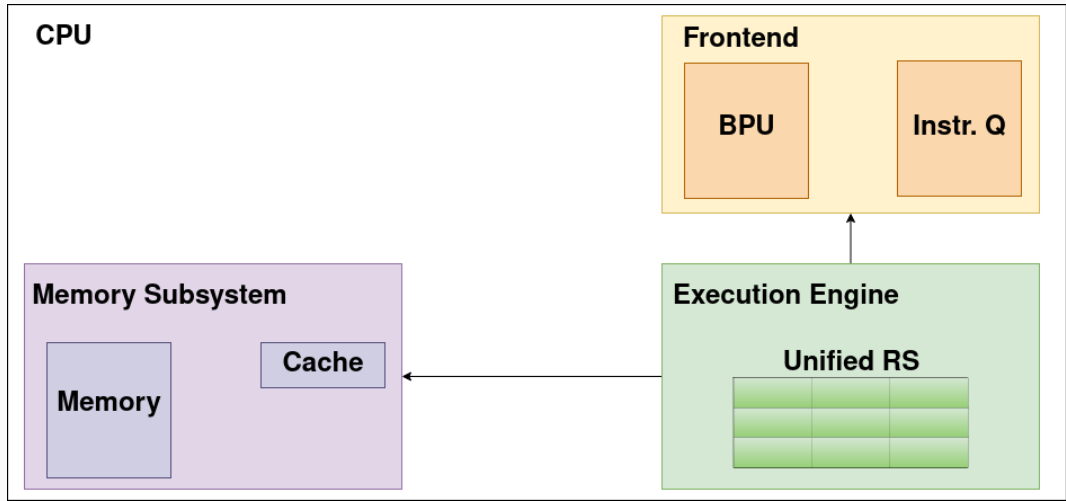 CPU
Frontend
BPU
Instr. Q
Memory Subsystem
Cache
Memory
Execution Engine
Unified RS